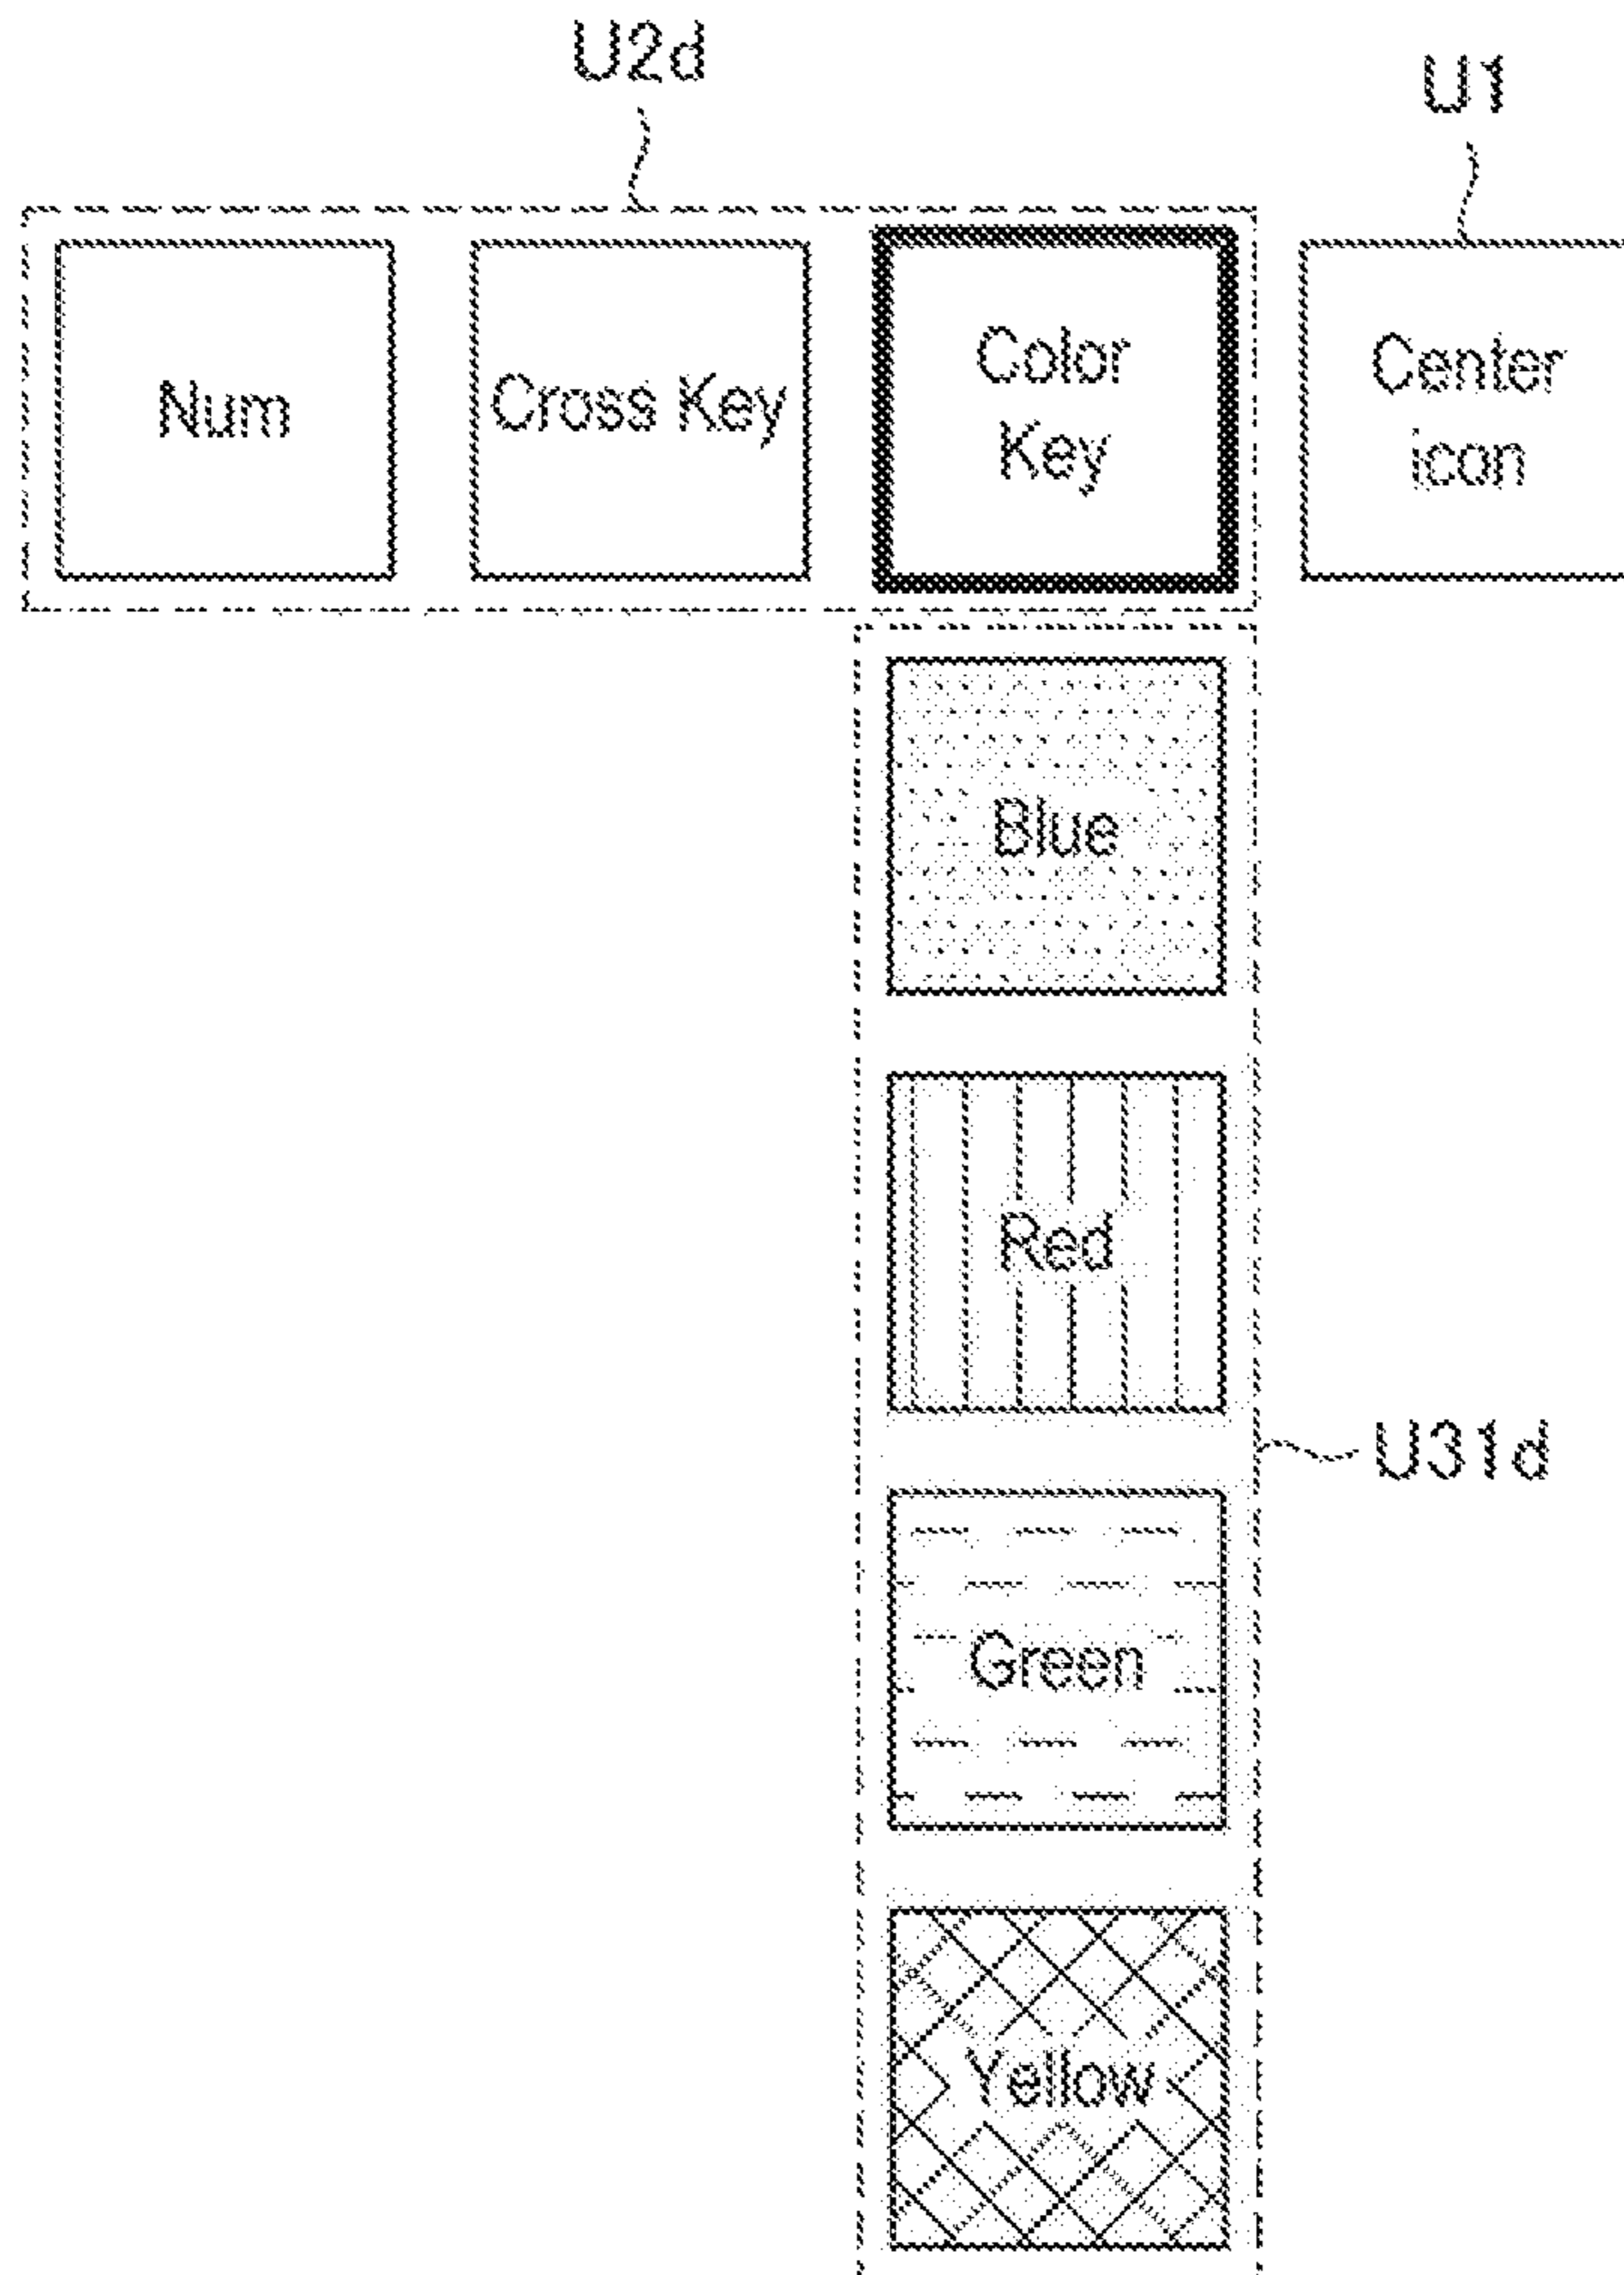 U2d
U1
Num
Cross Key
Color
Key
Center
icon
Blue
Red
U31d
Green
Yellow